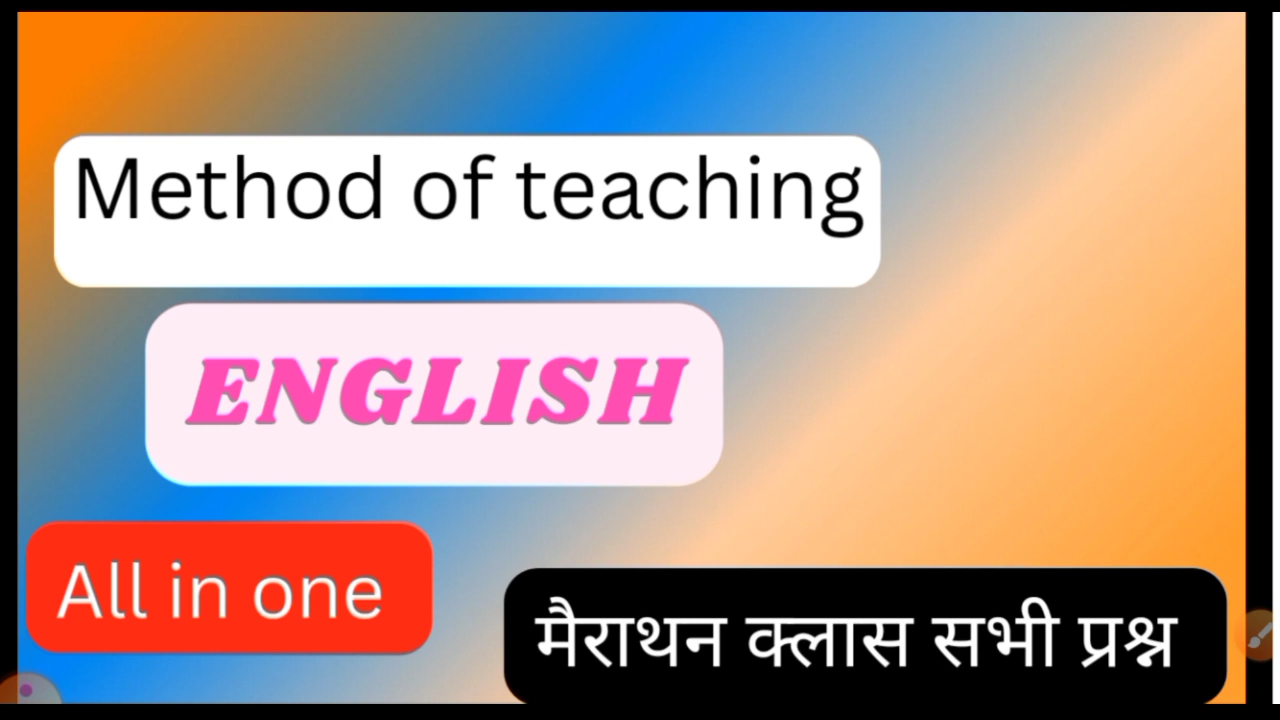 Method of teaching
ENGLISH
All in one
मैराथन क्लास सभी प्रश्न